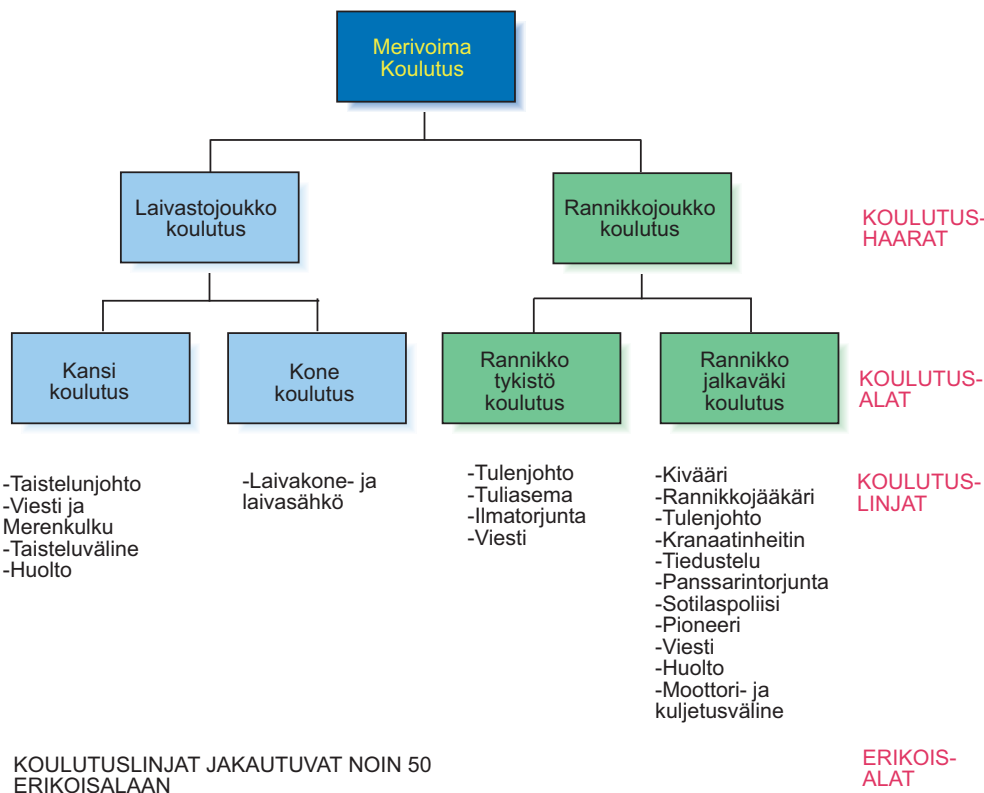 Merivoima
Koulutus
Laivastojoukko
koulutus
Rannikkojoukko
koulutus
KOULUTUS-
HAARAT
Kansi
koulutus
Kone
koulutus
Rannikko
tykistö
koulutus
Rannikko
jalkaväki
koulutus
KOULUTUS-
ALAT
-Taistelunjohto
-Viesti ja
Merenkulku
-Taisteluväline
-Huolto
-Laivakone- ja
laivasähkö
-Tulenjohto
-Tuliasema
-Ilmatorjunta
-Viesti
-Kivääri
-Rannikkojääkäri
-Tulenjohto
-Kranaatinheitin
-Tiedustelu
-Panssarintorjunta
-Sotilaspoliisi
-Pioneeri
-Viesti
-Huolto
-Moottori- ja
kuljetusväline
KOULUTUS-
LINJAT
KOULUTUSLINJAT JAKAUTUVAT NOIN 50
ERIKOISALAAN
ERIKOIS-
ALAT